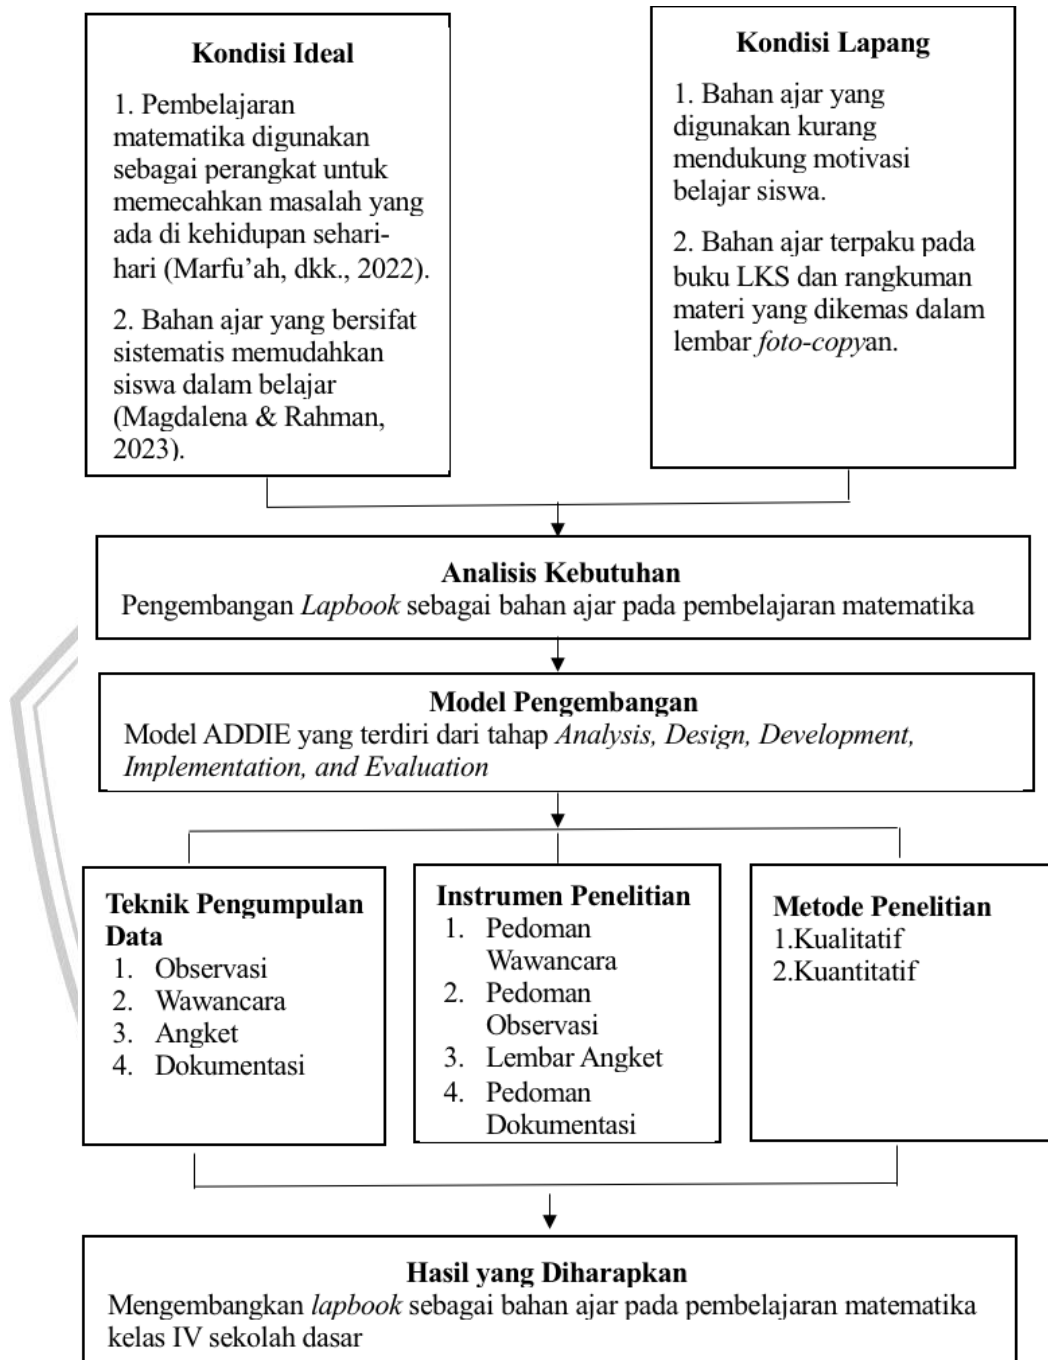 Kondisi Ideal
1. Pembelajaran
matematika digunakan
sebagai perangkat untuk
memecahkan masalah yang
ada di kehidupan sehari-
hari (Marfu’ah, dkk., 2022).
2. Bahan ajar yang bersifat
sistematis memudahkan
siswa dalam belajar
(Magdalena & Rahman,
2023).
Kondisi Lapang
1. Bahan ajar yang
digunakan kurang
mendukung motivasi
belajar siswa.
2. Bahan ajar terpaku pada
buku LKS dan rangkuman
materi yang dikemas dalam
lembar foto-copyan.
Analisis Kebutuhan
Pengembangan Lapbook sebagai bahan ajar pada pembelajaran matematika
Model Pengembangan
Model ADDIE yang terdiri dari tahap Analysis, Design, Development,
Implementation, and Evaluation
Teknik Pengumpulan
Data
1. Observasi
2. Wawancara
3. Angket
4. Dokumentasi
Instrumen Penelitian
1. Pedoman
Wawancara
2. Pedoman
Observasi
3. Lembar Angket
4. Pedoman
Dokumentasi
Metode Penelitian
1.Kualitatif
2.Kuantitatif
Hasil yang Diharapkan
Mengembangkan lapbook sebagai bahan ajar pada pembelajaran matematika
kelas IV sekolah dasar